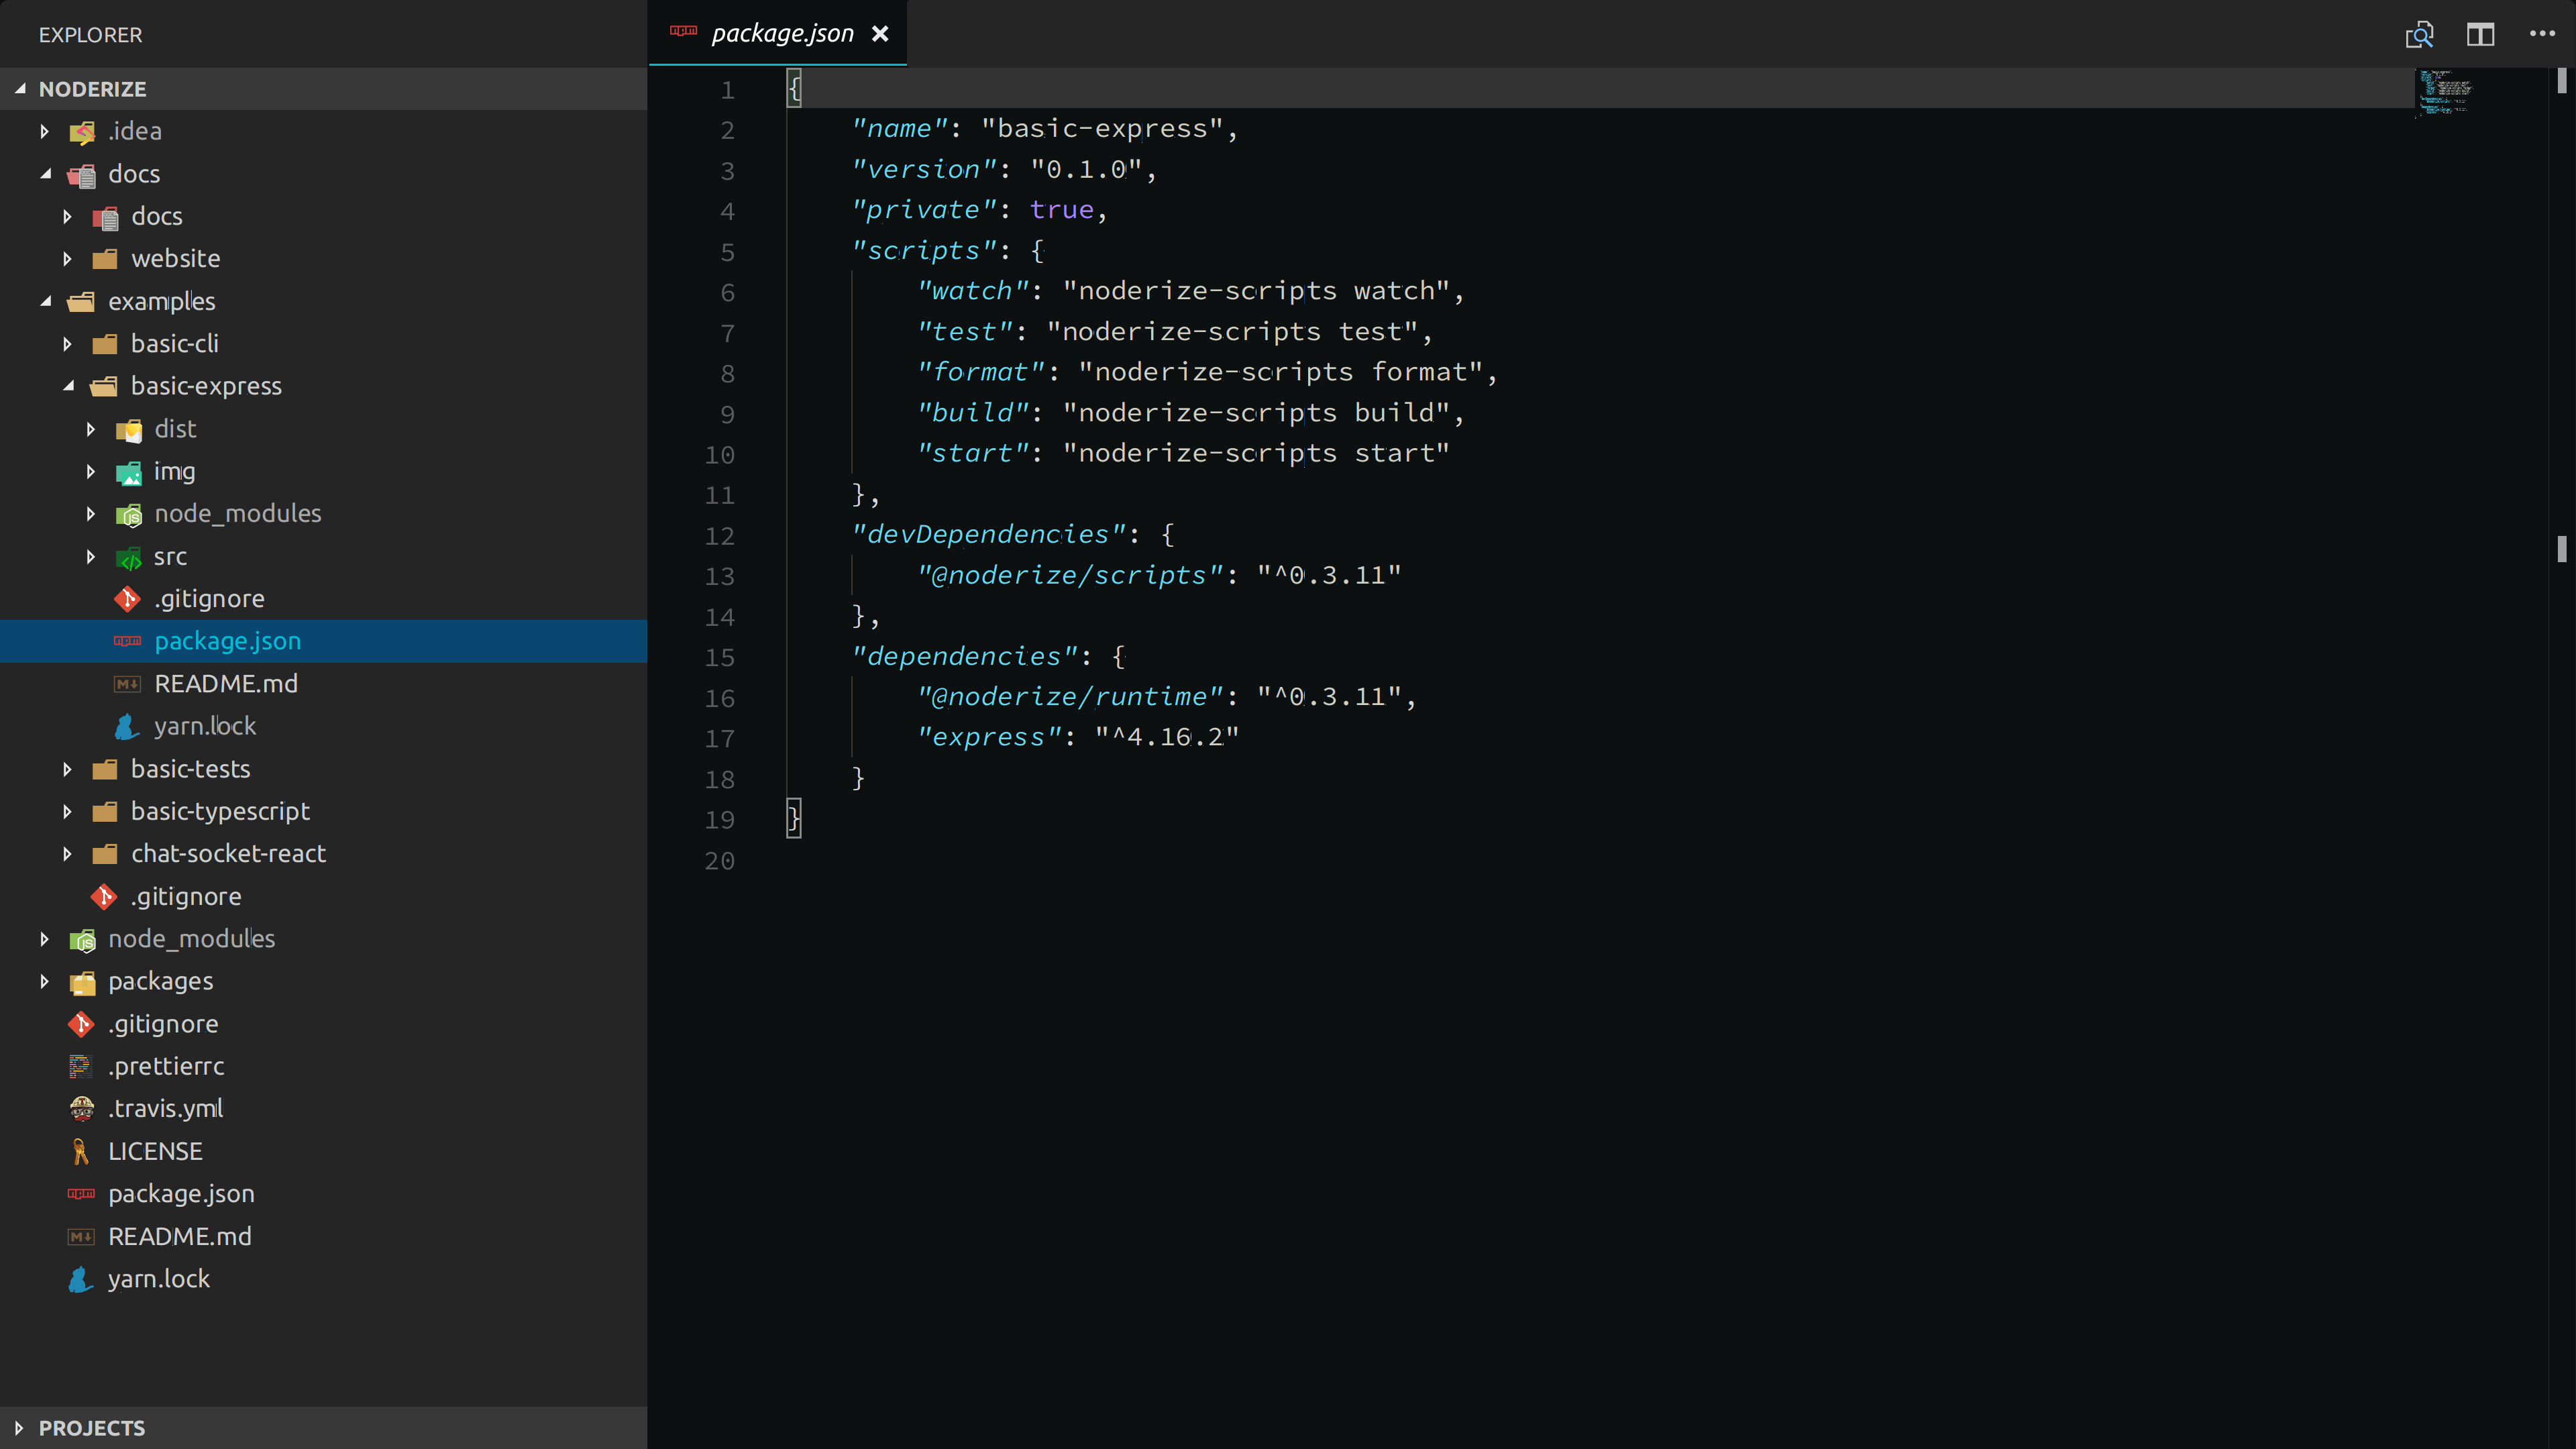 EXPLORER
NODERIZE
.idea
docs
docs
website
examples
basic-cli
basic-express
dist
img
node_modules
src
.gitignore
package.json
README.md
yarn.lock
basic-tests
basic-typescript
chat-socket-react
.gitignore
node_modules
packages
.gitignore
.prettierrc
.travis.yml
LICENSE
package.json
README.md
yarn.lock
PROJECTS
package.json
1 {
2 "name": "basic-express",
3 "version": "0.1.0",
4 "private": true,
5 "scripts": {
6 "watch": "noderize-scripts watch",
7 "test": "noderize-scripts test",
8 "format": "noderize-scripts format",
9 "build": "noderize-scripts build",
10 "start": "noderize-scripts start"
11 },
12 "devDependencies": {
13 "@noderize/scripts": "^0.3.11"
14 },
15 "dependencies": {
16 "@noderize/runtime": "^0.3.11",
17 "express": "^4.16.2"
18 }
19 }
20